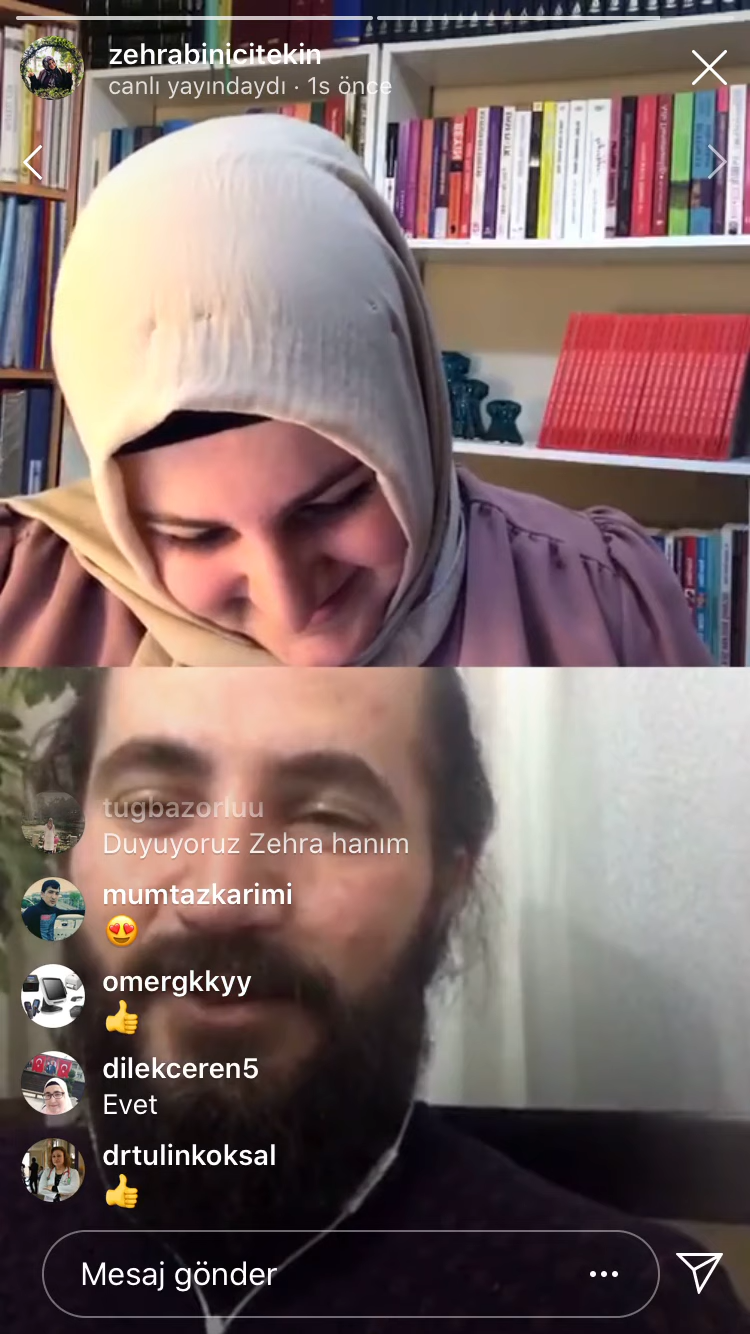 zehrabinicitekin
canlı yayındaydı · 1s önce
tugbazorluu
Duyuyoruz Zehra hanım
mumtazkarimi
😍
omergkkyy
👍
dilekceren5
Evet
drtulinkoksal
👍
Mesaj gönder